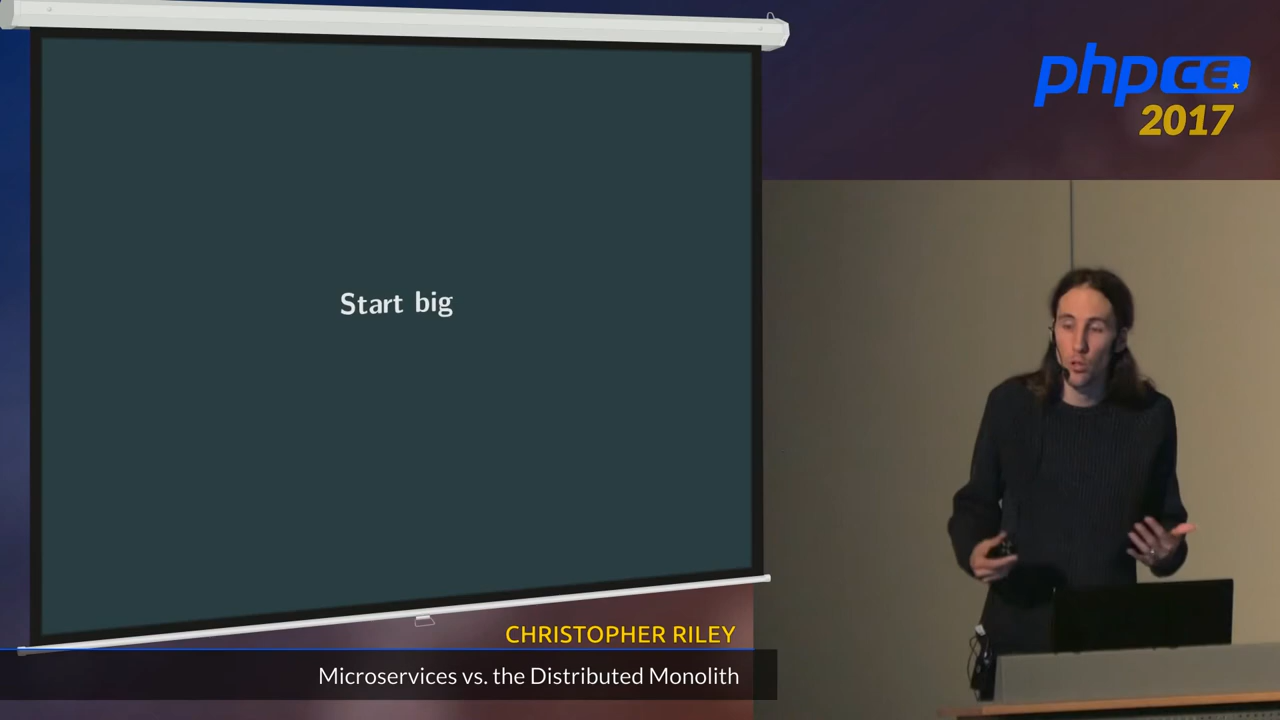 Start big
phpCE
2017
CHRISTOPHER RILEY
Microservices vs. the Distributed Monolith